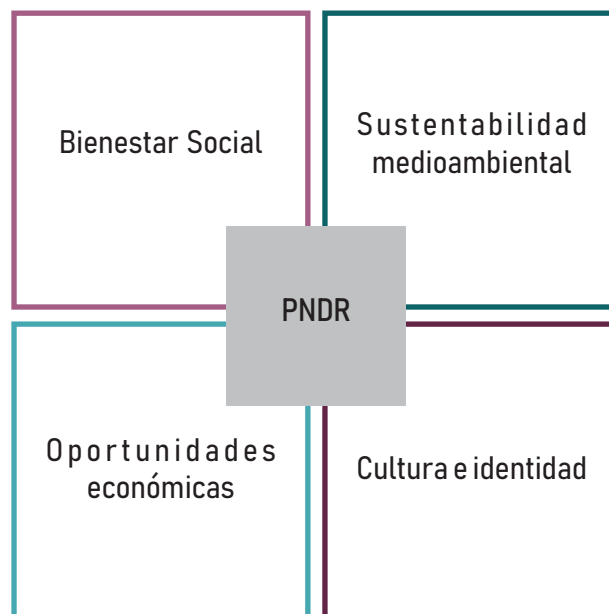 Bienestar Social
Sustentabilidad
medioambiental
PNDR
Oportunidades
económicas
Cultura e identidad